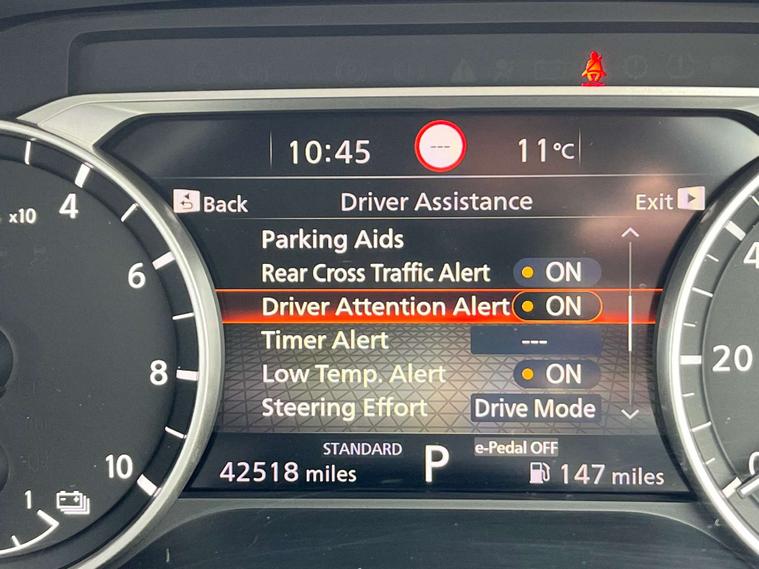 10:45 --- 11°C
Back Driver Assistance Exit
Parking Aids
x10 4
Rear Cross Traffic Alert ON
6
Driver Attention Alert ON
Timer Alert ---
20
Low Temp. Alert ON
8
Steering Effort Drive Mode
STANDARD e-Pedal OFF
10
42518 miles P 147 miles
1